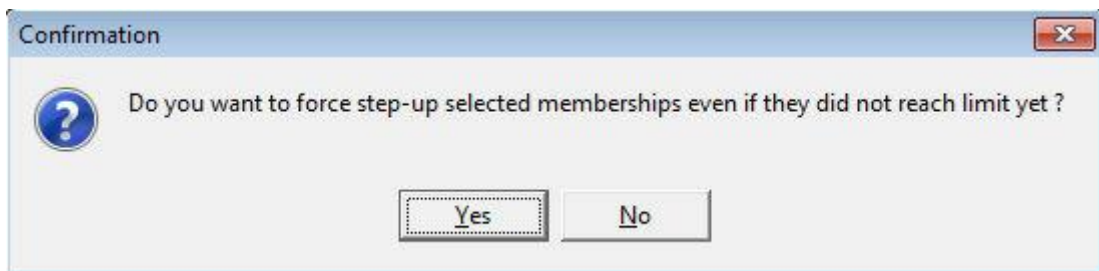 Confirmation
Do you want to force step-up selected memberships even if they did not reach limit yet ?
Yes
No